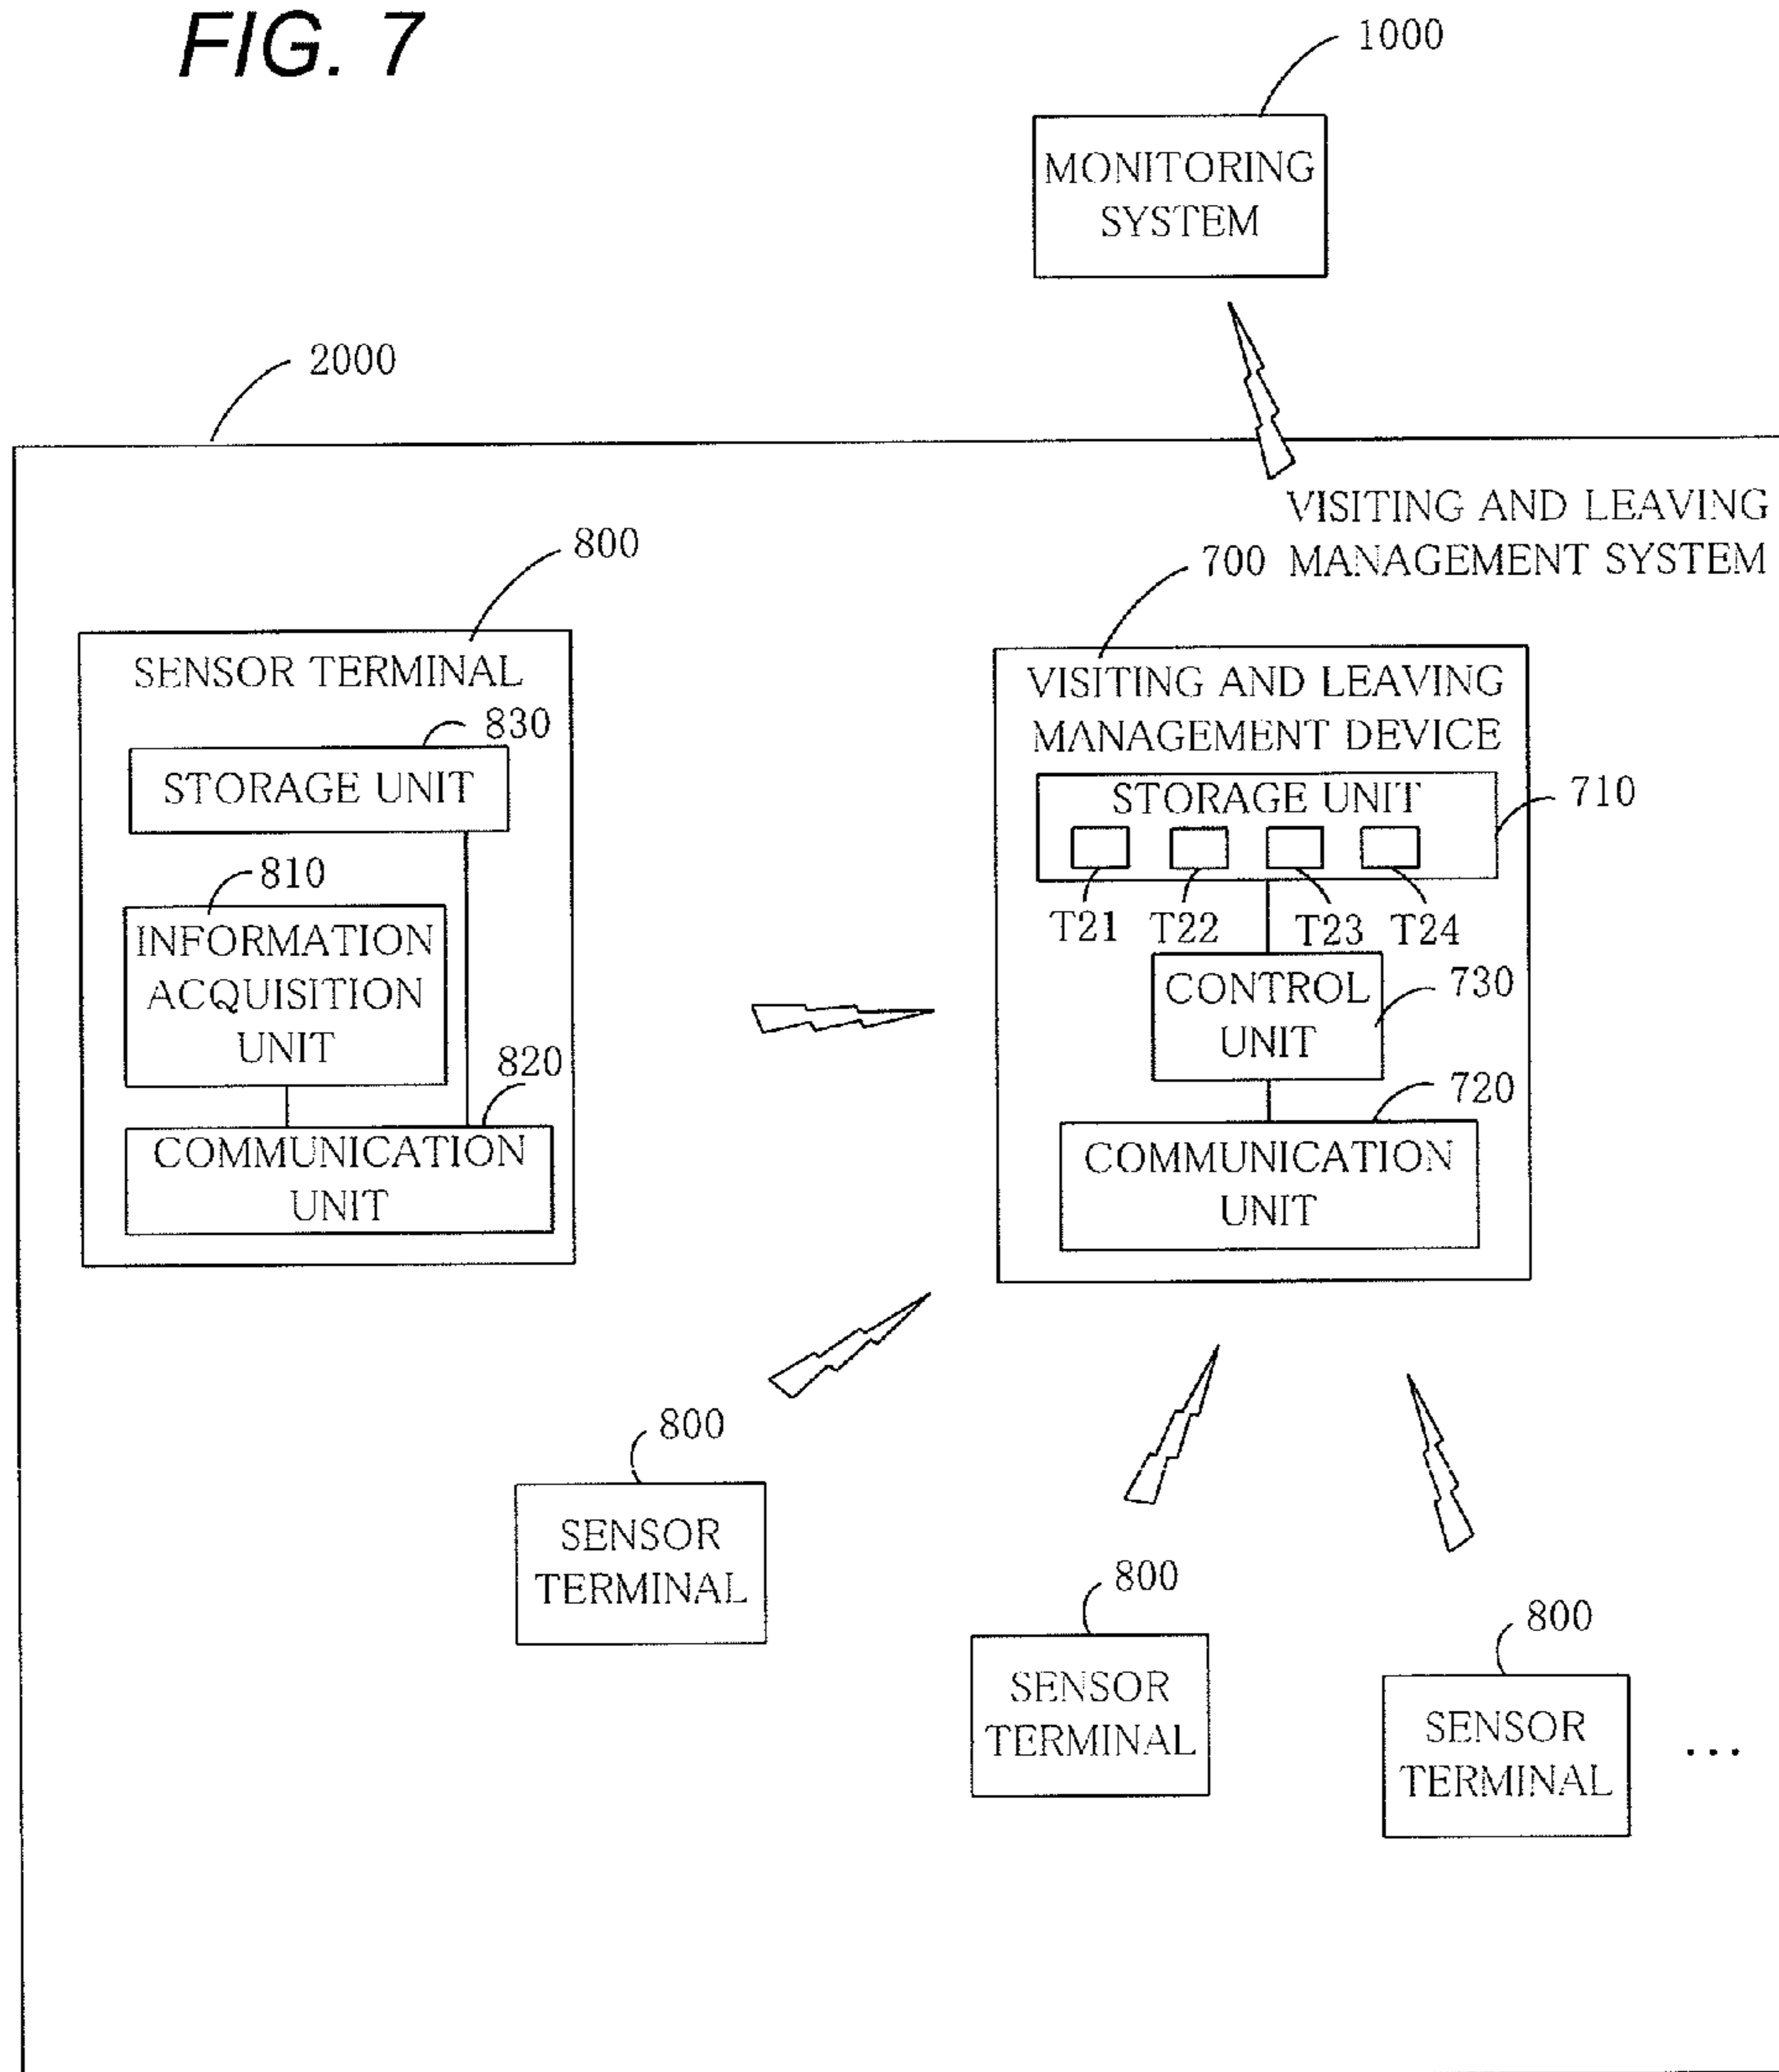 FIG. 7
1000
MONITORING
SYSTEM
2000
VISITING AND LEAVING
MANAGEMENT SYSTEM
800
SENSOR TERMINAL
830
STORAGE UNIT
810
INFORMATION
ACQUISITION
UNIT
820
COMMUNICATION
UNIT
700
VISITING AND LEAVING
MANAGEMENT DEVICE
STORAGE UNIT
710
T21 T22 T23 T24
CONTROL
UNIT
730
720
COMMUNICATION
UNIT
800
SENSOR
TERMINAL
800
SENSOR
TERMINAL
800
SENSOR
TERMINAL
...